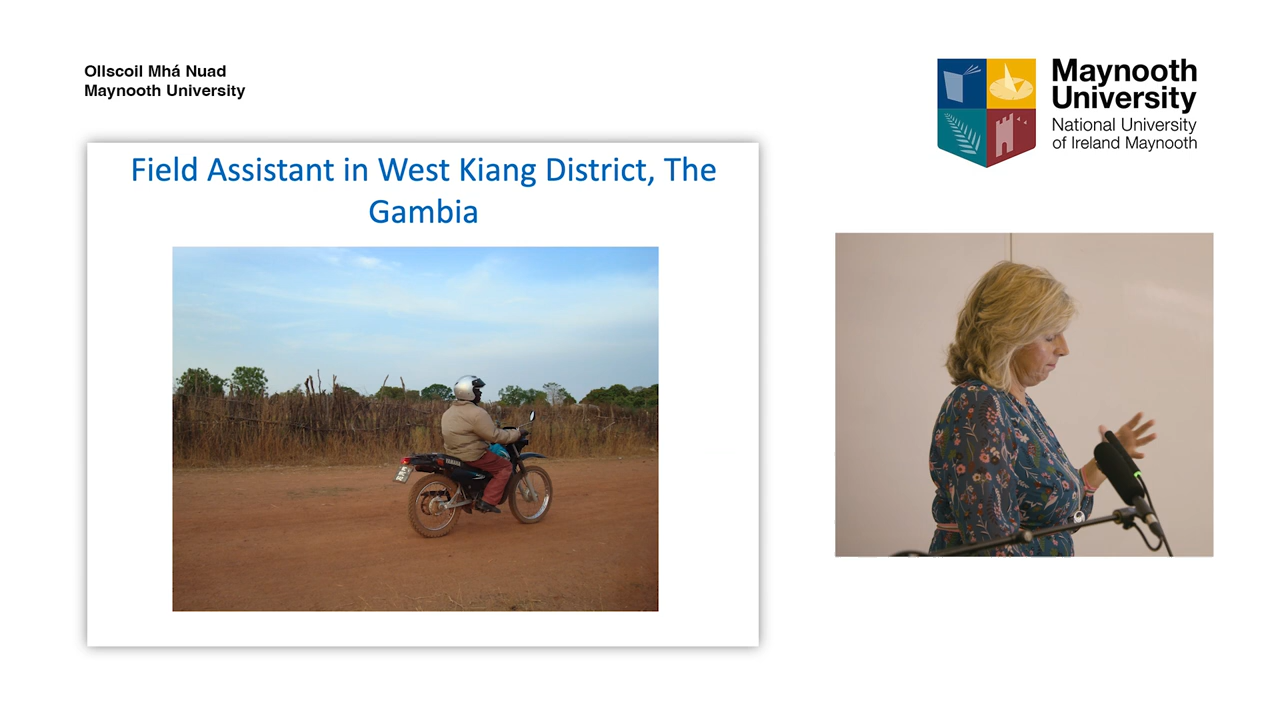 Ollscoil Mhá Nuad
Maynooth University
Maynooth
University
National University
of Ireland Maynooth
Field Assistant in West Kiang District, The
Gambia
YAMAHA